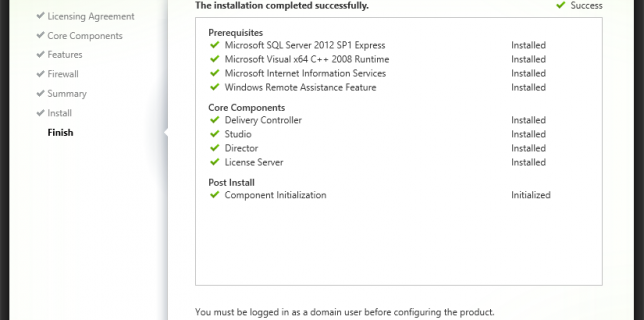 The installation completed successfully. Success
Licensing Agreement
Core Components
Features
Firewall
Summary
Install
Finish
Prerequisites
Microsoft SQL Server 2012 SP1 Express Installed
Microsoft Visual x64 C++ 2008 Runtime Installed
Microsoft Internet Information Services Installed
Windows Remote Assistance Feature Installed
Core Components
Delivery Controller Installed
Studio Installed
Director Installed
License Server Installed
Post Install
Component Initialization Initialized
You must be logged in as a domain user before configuring the product.